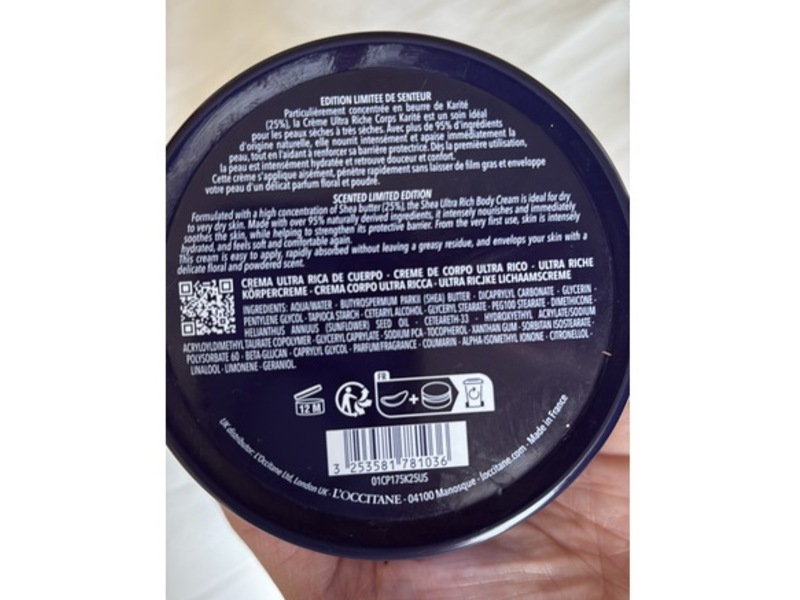 EDITION LIMITEE DE SENTEUR
Particulièrement concentrée en beurre de Karité
(25%), la Crème Ultra Riche Corps Karité est un soin idéal
pour les peaux sèches à très sèches. Avec plus de 95% d'ingrédients
d'origine naturelle, elle nourrit intensément et apaise immédiatement la
peau, tout en l'aidant à renforcer sa barrière protectrice. Dès la première utilisation,
la peau est intensément hydratée et retrouve douceur et confort.
Cette crème s'applique aisément, pénètre rapidement sans laisser de film gras et enveloppe
votre peau d'un délicat parfum floral et poudré.
SCENTED LIMITED EDITION
Formulated with a high concentration of Shea butter (25%), the Shea Ultra Rich Body Cream is ideal for dry
to very dry skin. Made with over 95% naturally derived ingredients, it intensely nourishes and immediately
soothes the skin, while helping to strengthen its protective barrier. From the very first use, skin is intensely
hydrated, and feels soft and comfortable again.
This cream is easy to apply, rapidly absorbed without leaving a greasy residue, and envelops your skin with a
delicate floral and powdered scent.
CREMA ULTRA RICA DE CUERPO - CREME DE CORPO ULTRA RICO - ULTRA RICHE
KÖRPERCREME - CREMA CORPO ULTRA RICCA - ULTRA RIJKE LICHAAMSCREME
INGREDIENTS: AQUA/WATER - BUTYROSPERMUM PARKII (SHEA) BUTTER - DICAPRYLYL CARBONATE - GLYCERIN -
PENTYLENE GLYCOL - TAPIOCA STARCH - CETEARYL ALCOHOL - GLYCERYL STEARATE - PEG-100 STEARATE - DIMETHICONE -
HELIANTHUS ANNUUS (SUNFLOWER) SEED OIL - CETEARETH-33 - HYDROXYETHYL ACRYLATE/SODIUM
ACRYLOYLDIMETHYL TAURATE COPOLYMER - GLYCERYL CAPRYLATE - SODIUM PCA - TOCOPHEROL - XANTHAN GUM - SORBITAN ISOSTEARATE -
POLYSORBATE 60 - BETA-GLUCAN - CAPRYLYL GLYCOL - PARFUM/FRAGRANCE - COUMARIN - ALPHA-ISOMETHYL IONONE - CITRONELLOL -
LINALOOL - LIMONENE - GERANIOL.
FR
12 M
+
3 253581 781036
01CP175K25US
UK distributor: L'Occitane Ltd, London UK - L'OCCITANE - 04100 Manosque - loccitane.com - Made in France